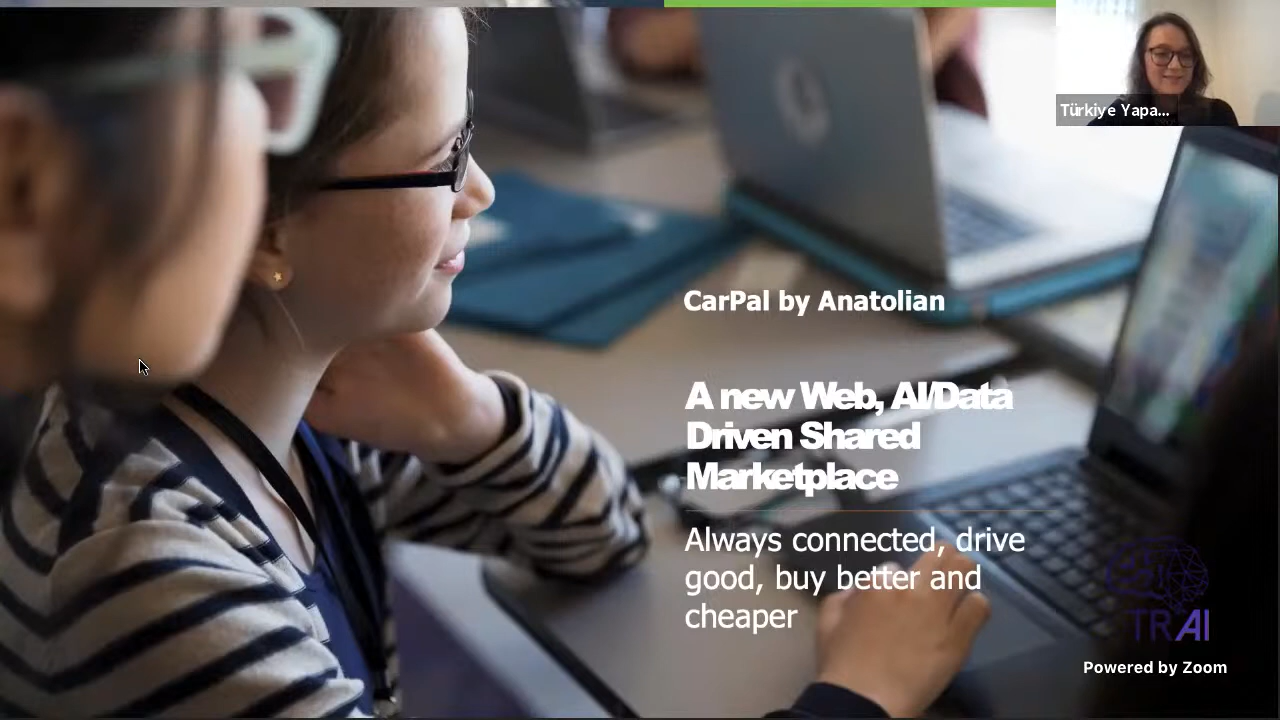 Türkiye Yapa...
CarPal by Anatolian
A new Web, AI/Data
Driven Shared
Marketplace
Always connected, drive
good, buy better and
cheaper
TRAI
Powered by Zoom